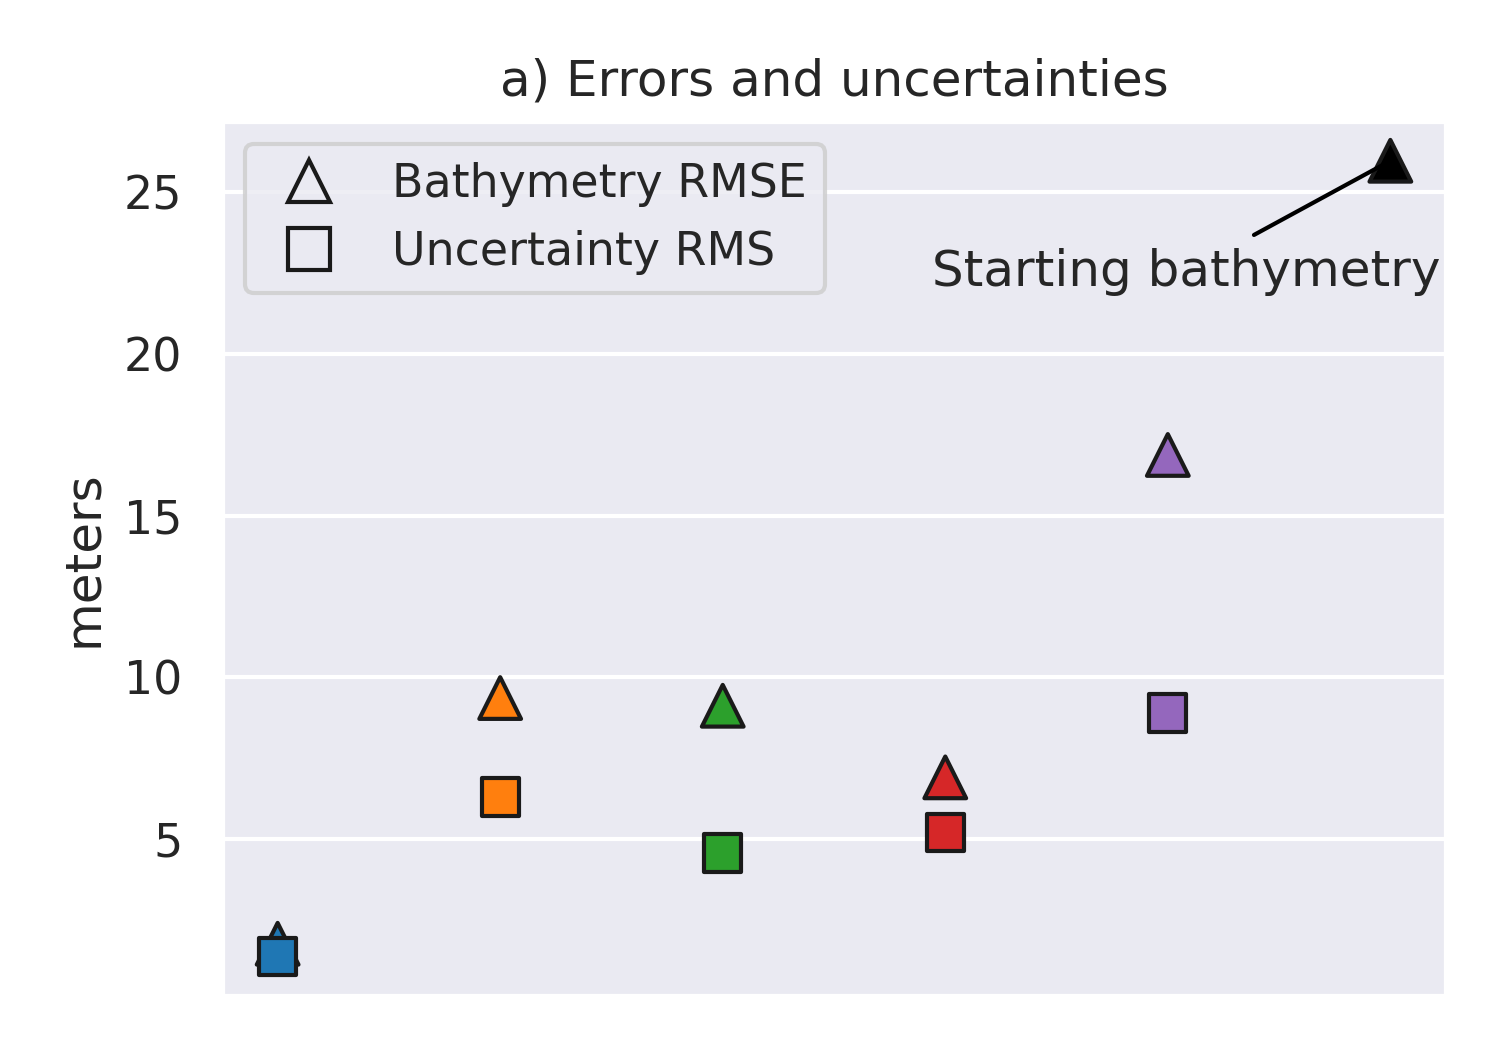 a) Errors and uncertainties
Bathymetry RMSE
Uncertainty RMS
Starting bathymetry
meters
25
20
15
10
5